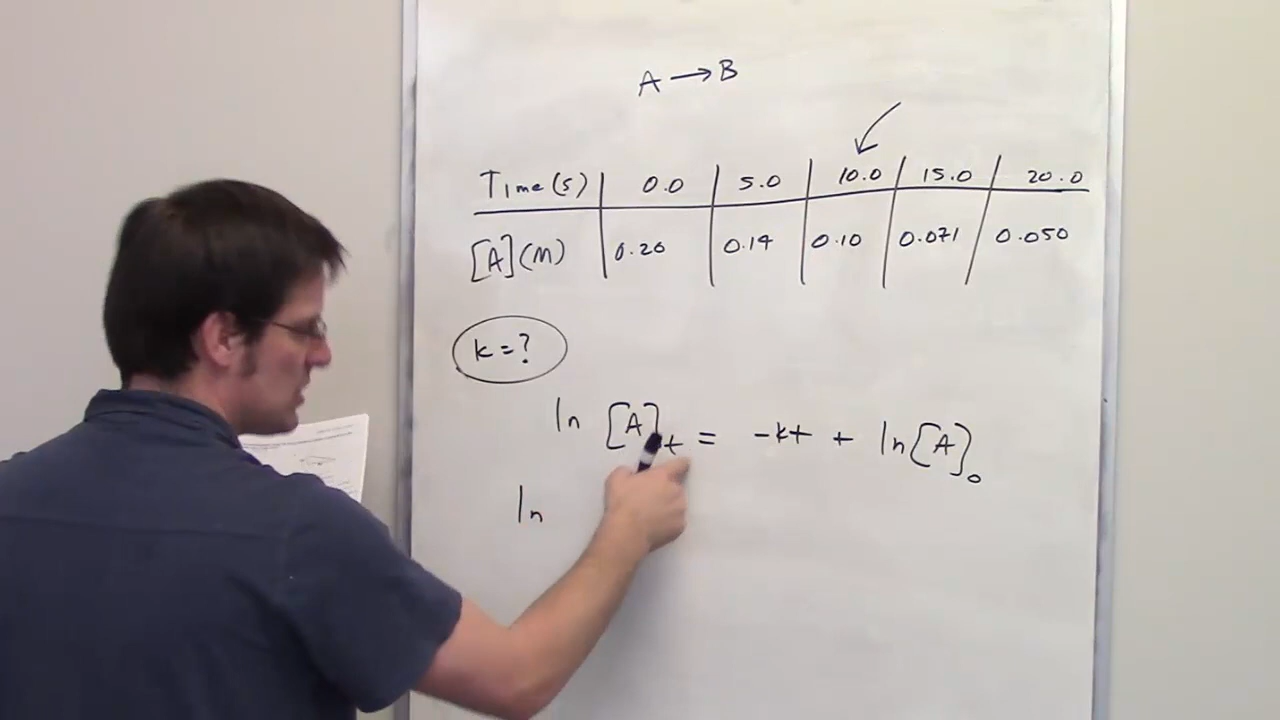 A → B
Time(s) | 0.0 | 5.0 | 10.0 | 15.0 | 20.0
[A](M) | 0.20 | 0.14 | 0.10 | 0.071 | 0.050
k = ?
ln [A]t = -kt + ln[A]0
ln